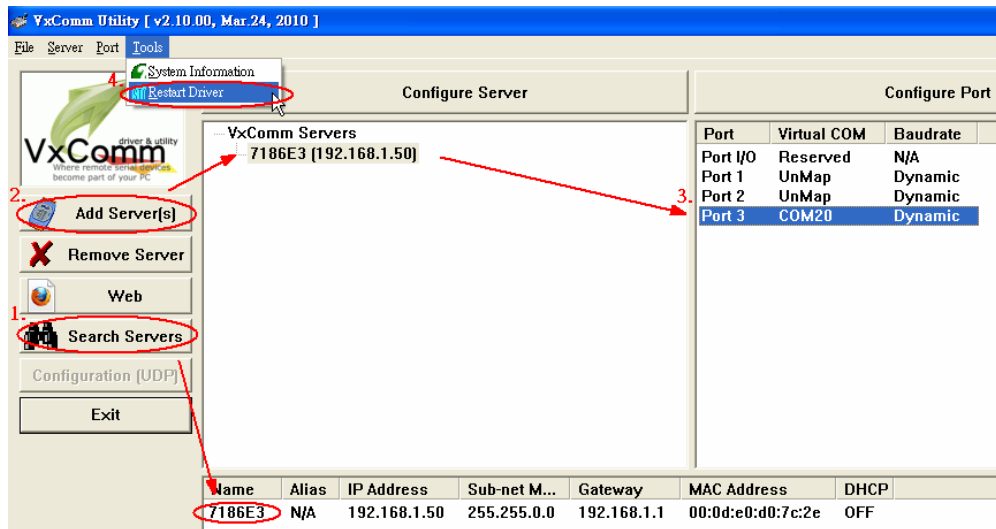 VxComm Utility [ v2.10.00, Mar.24, 2010 ]
File Server Port Tools
System Information
4. Restart Driver
Configure Server
Configure Port
driver & utility
VxComm
Where remote serial devices
become part of your PC
2. Add Server(s)
Remove Server
Web
1. Search Servers
Configuration (UDP)
Exit
VxComm Servers
7186E3 (192.168.1.50)
Port Virtual COM Baudrate
Port I/O Reserved N/A
Port 1 UnMap Dynamic
Port 2 UnMap Dynamic
3. Port 3 COM20 Dynamic
Name Alias IP Address Sub-net M... Gateway MAC Address DHCP
7186E3 N/A 192.168.1.50 255.255.0.0 192.168.1.1 00:0d:e0:d0:7c:2e OFF